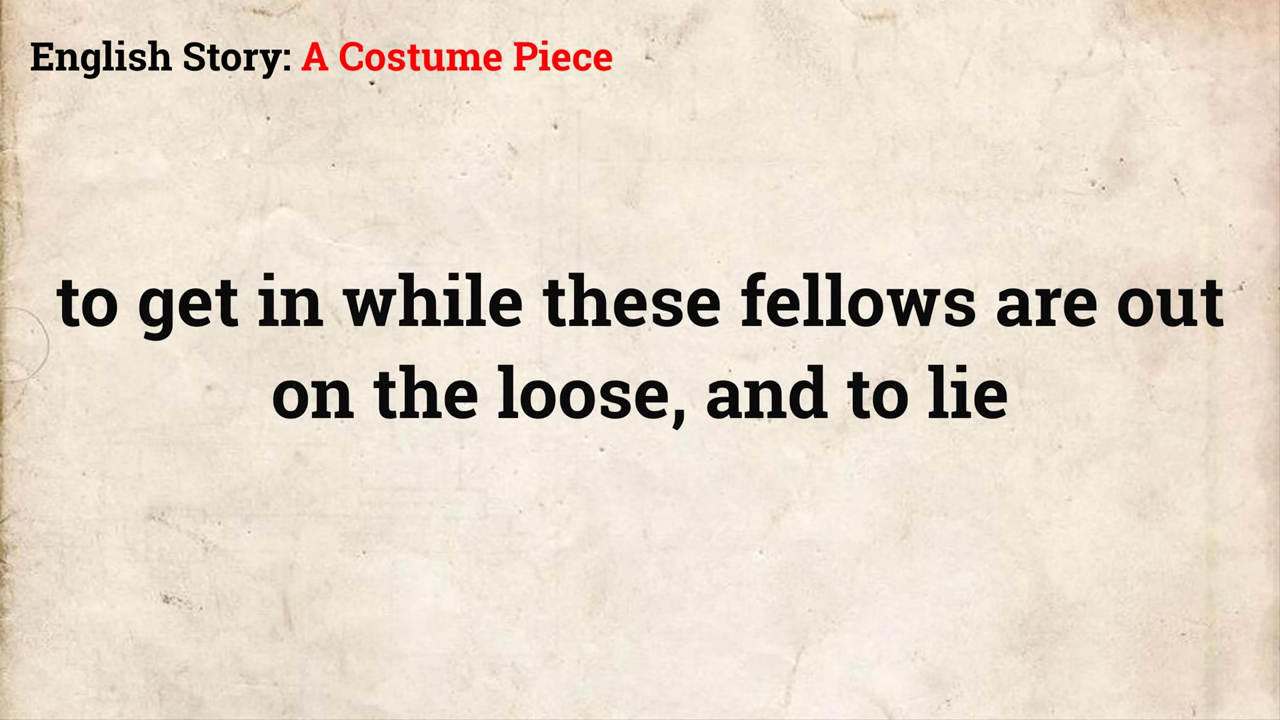 English Story: A Costume Piece
to get in while these fellows are out
on the loose, and to lie